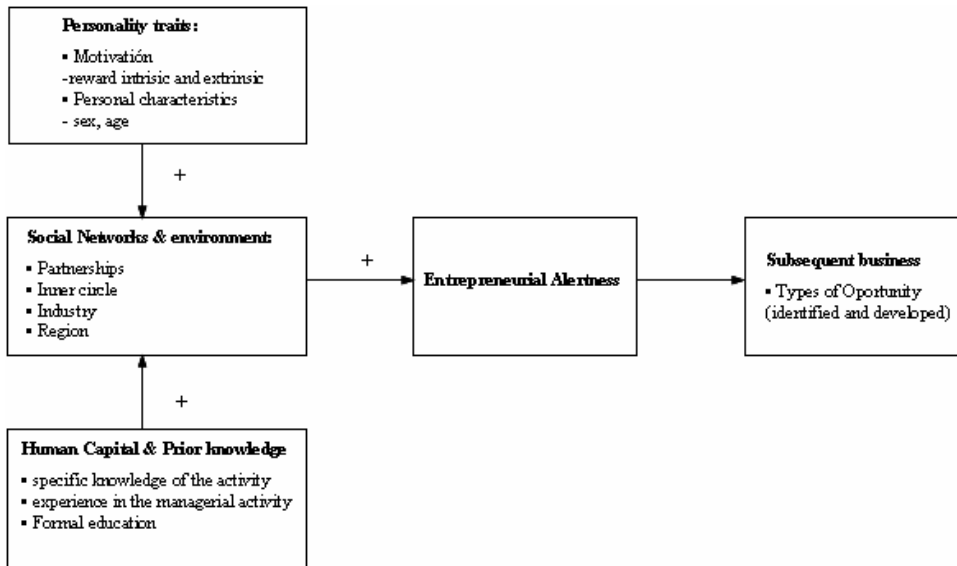 Personality traits:
▪ Motivatión
-reward intrisic and extrinsic
▪ Personal characteristics
- sex, age
+
Social Networks & environment:
▪ Partnerships
▪ Inner circle
▪ Industry
▪ Region
+
Entrepreneurial Alertness
Subsequent business
▪ Types of Oportunity
(identified and developed)
+
Human Capital & Prior knowledge
▪ specific knowledge of the activity
▪ experience in the managerial activity
▪ Formal education